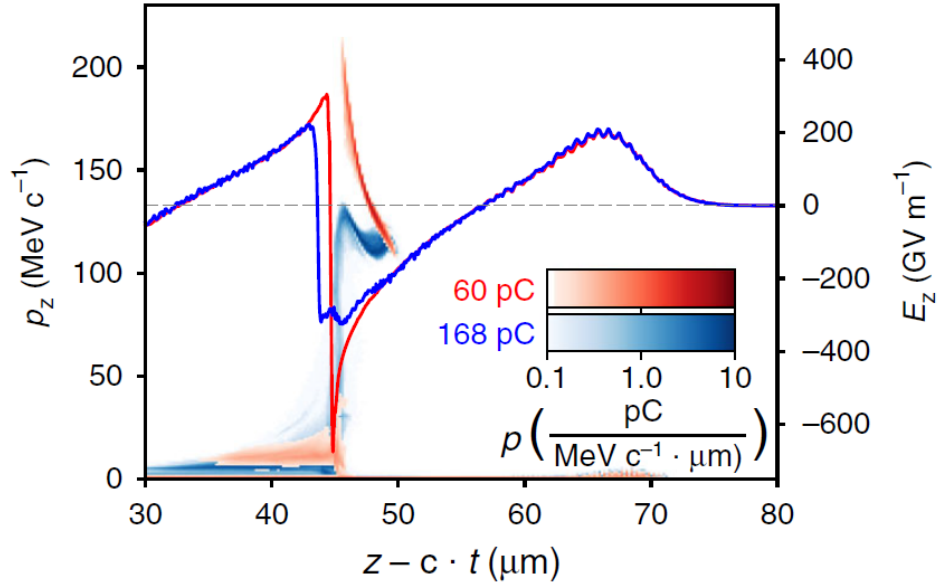 200
150
100
50
0
p_z (MeV c⁻¹)
400
200
0
−200
−400
−600
E_z (GV m⁻¹)
60 pC
168 pC
0.1 1.0 10
p ( pC / MeV c⁻¹ · μm) )
30 40 50 60 70 80
z – c · t (μm)